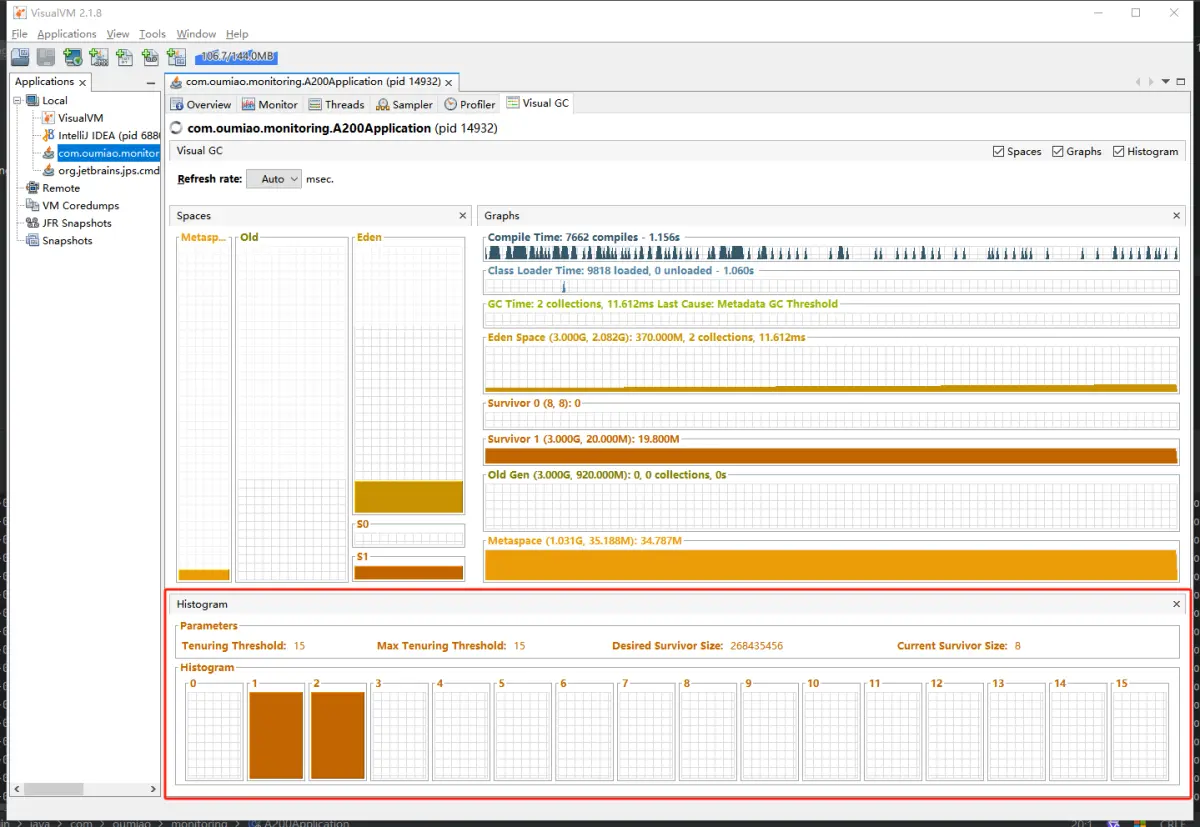 VisualVM 2.1.8
File Applications View Tools Window Help
106.7/144.0MB
Applications
com.oumiao.monitoring.A200Application (pid 14932)
Local
VisualVM
IntelliJ IDEA (pid 688
com.oumiao.monitor
org.jetbrains.jps.cmd
Remote
VM Coredumps
JFR Snapshots
Snapshots
Overview Monitor Threads Sampler Profiler Visual GC
com.oumiao.monitoring.A200Application (pid 14932)
Visual GC
Spaces Graphs Histogram
Refresh rate: Auto msec.
Spaces
Metasp... Old Eden
S0
S1
Graphs
Compile Time: 7662 compiles - 1.156s
Class Loader Time: 9818 loaded, 0 unloaded - 1.060s
GC Time: 2 collections, 11.612ms Last Cause: Metadata GC Threshold
Eden Space (3.000G, 2.082G): 370.000M, 2 collections, 11.612ms
Survivor 0 (8, 8): 0
Survivor 1 (3.000G, 20.000M): 19.800M
Old Gen (3.000G, 920.000M): 0, 0 collections, 0s
Metaspace (1.031G, 35.188M): 34.787M
Histogram
Parameters
Tenuring Threshold: 15 Max Tenuring Threshold: 15 Desired Survivor Size: 268435456 Current Survivor Size: 8
Histogram
0 1 2 3 4 5 6 7 8 9 10 11 12 13 14 15
java com oumiao monitoring A200Application
20:1 CRLF